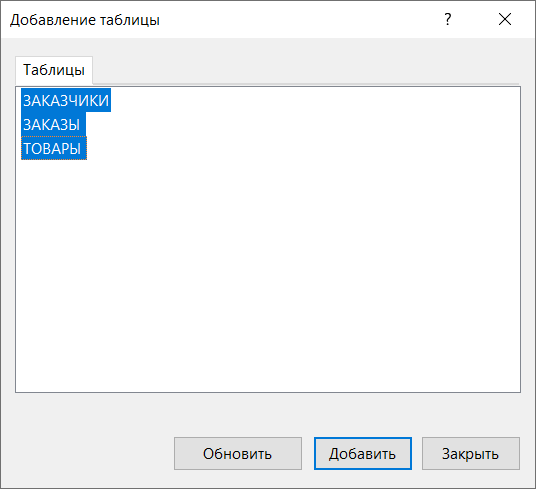 Добавление таблицы ?
Таблицы
ЗАКАЗЧИКИ
ЗАКАЗЫ
ТОВАРЫ
Обновить Добавить Закрыть